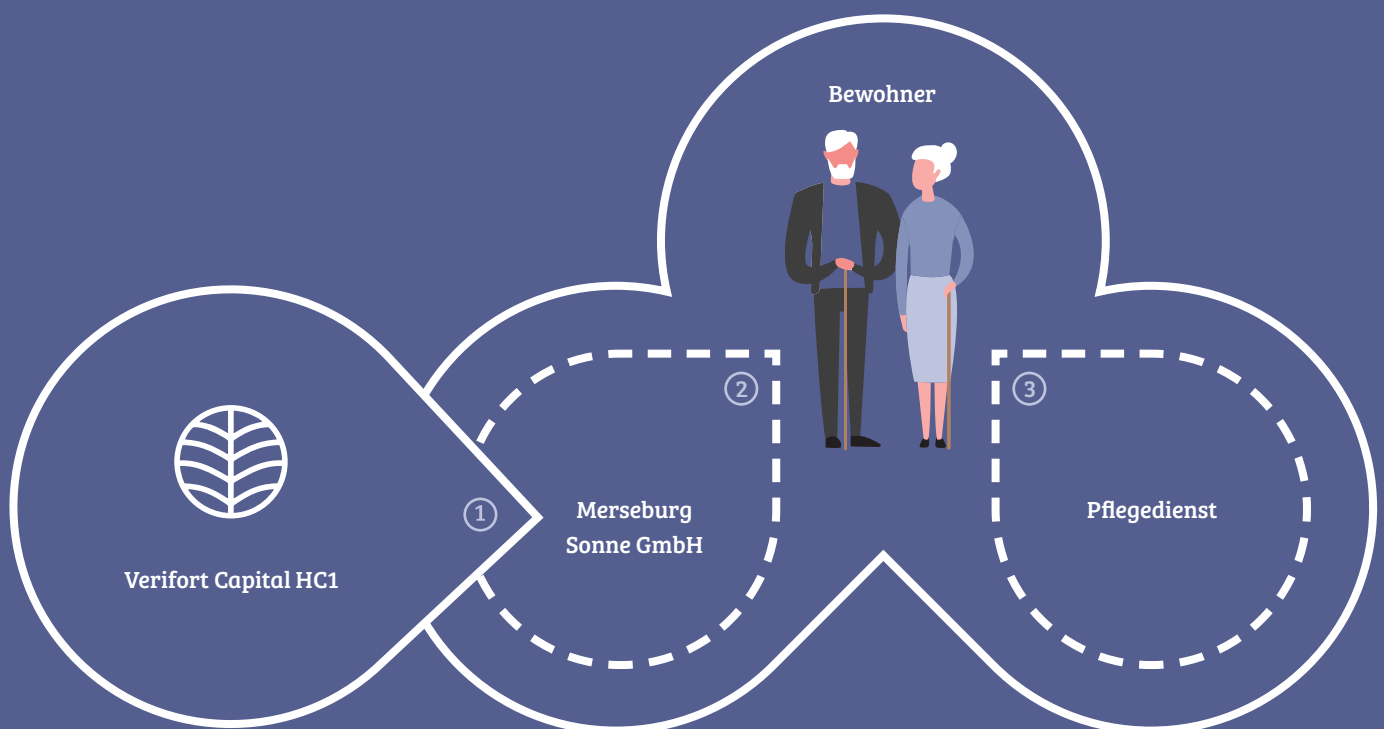 Bewohner
2
3
1
Merseburg
Sonne GmbH
Pflegedienst
Verifort Capital HC1